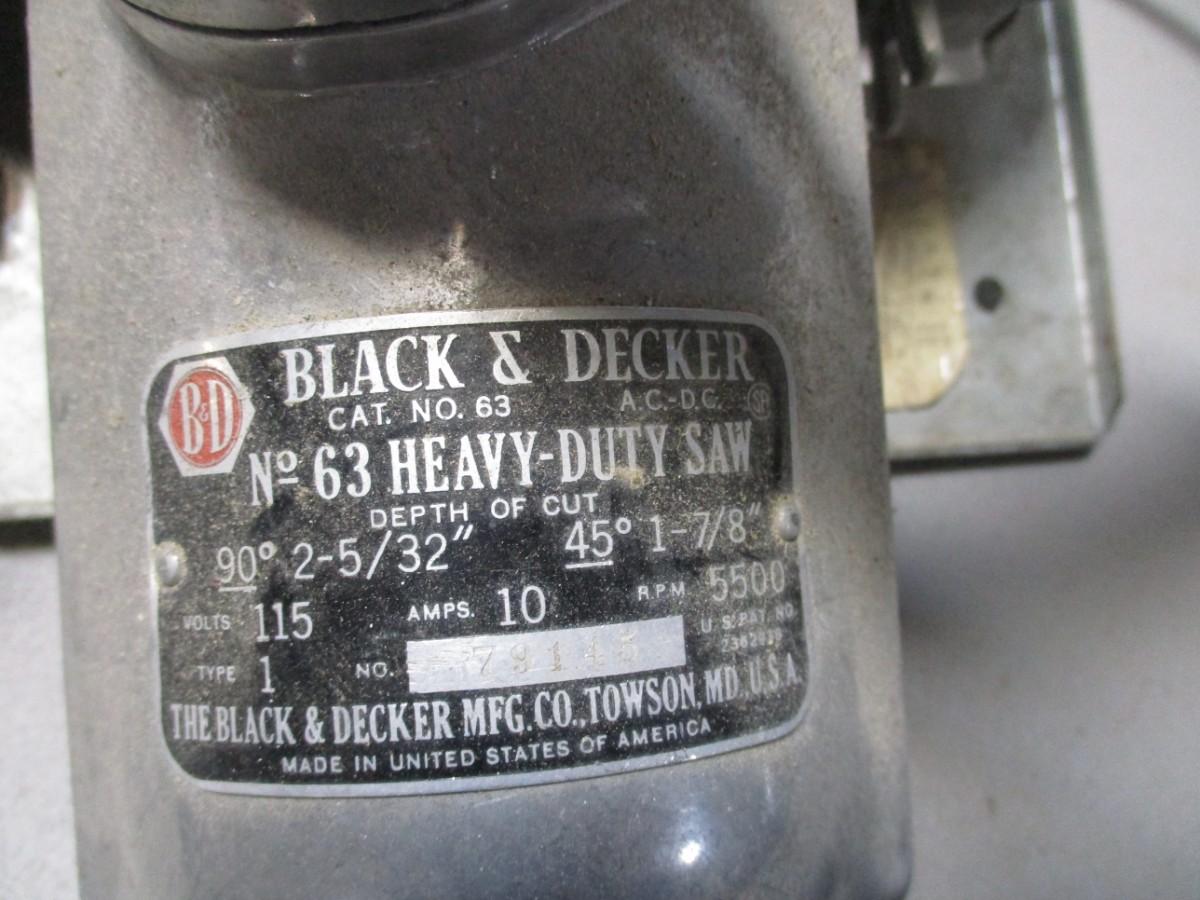 B&D
BLACK & DECKER
CAT. NO. 63 A.C.-D.C.
Nº 63 HEAVY-DUTY SAW
DEPTH OF CUT
90° 2-5/32" 45° 1-7/8"
VOLTS 115 AMPS. 10 R.P.M 5500
U.S. PAT. NO.
TYPE 1 NO. 79145
THE BLACK & DECKER MFG. CO., TOWSON, MD., U.S.A.
MADE IN UNITED STATES OF AMERICA